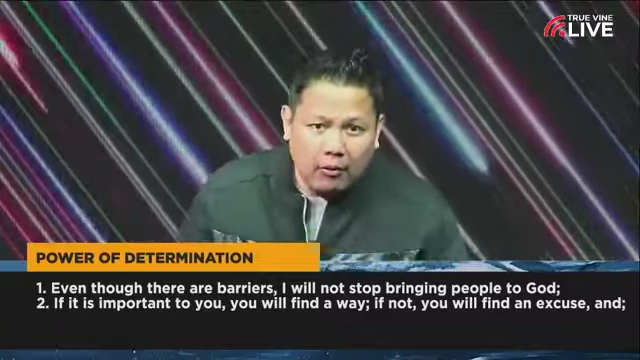 TRUE VINE
LIVE
POWER OF DETERMINATION
1. Even though there are barriers, I will not stop bringing people to God;
2. If it is important to you, you will find a way; if not, you will find an excuse, and;